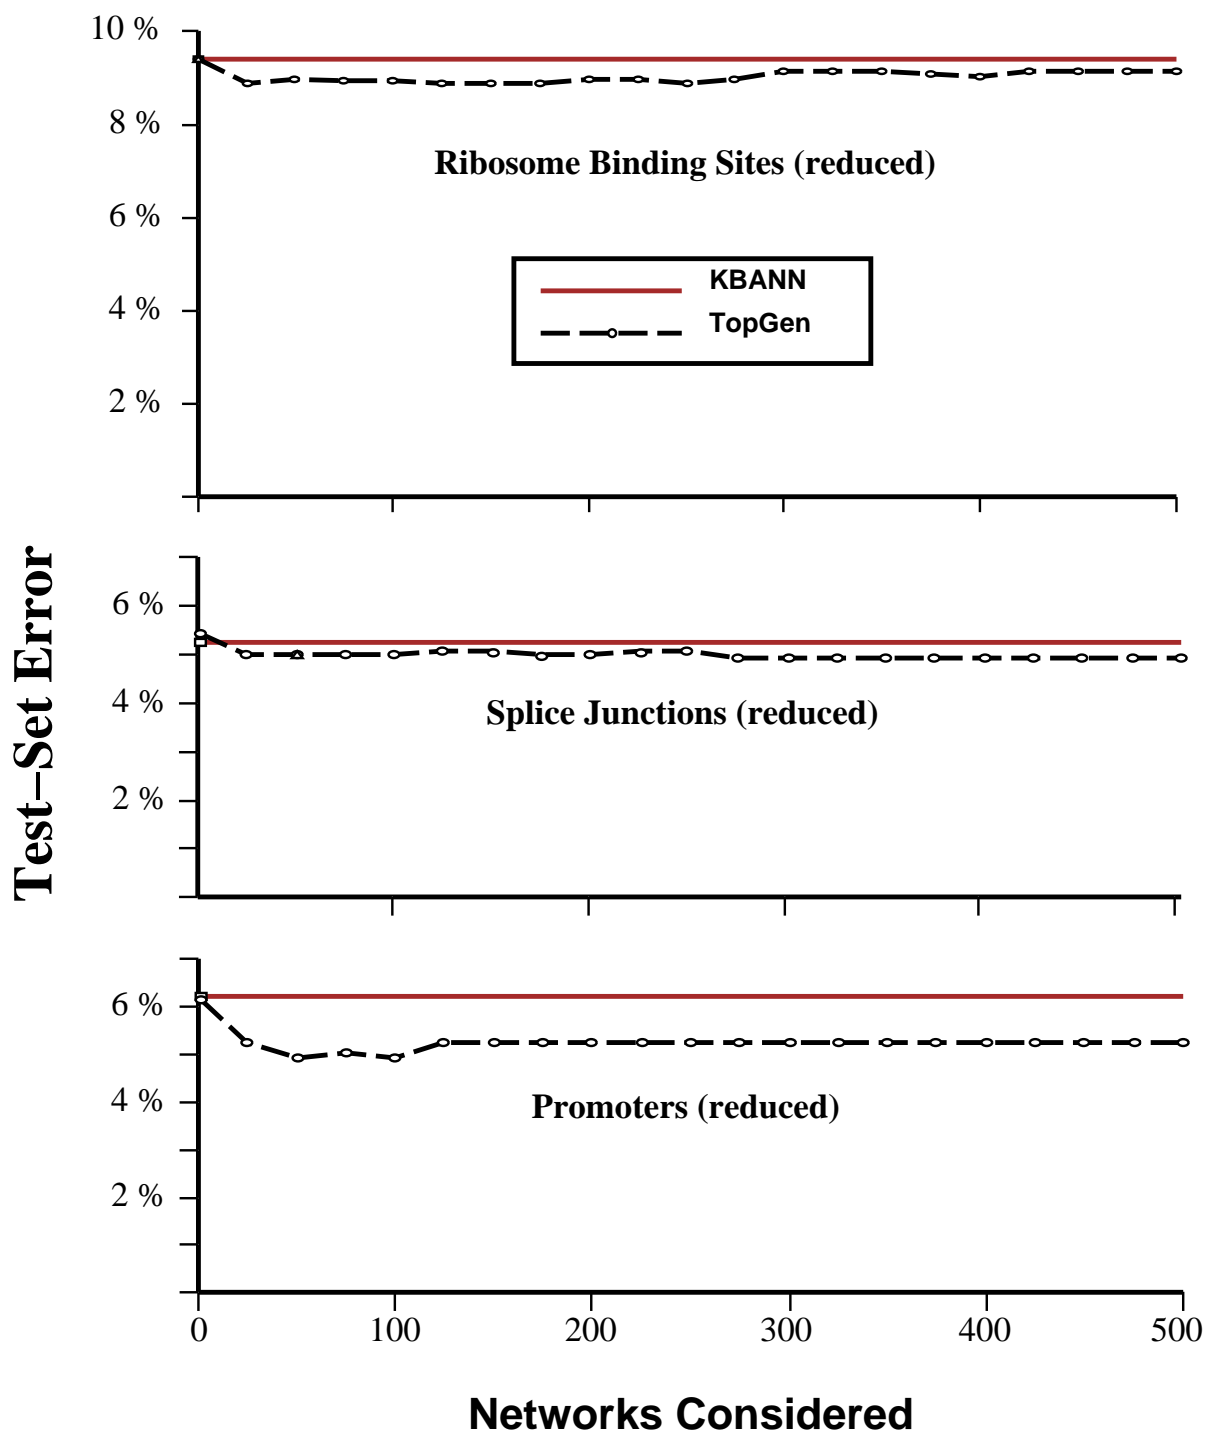 10 %
8 %
Ribosome Binding Sites (reduced)
6 %
KBANN
4 %
TopGen
2 %
Test–Set Error
6 %
4 %
Splice Junctions (reduced)
2 %
6 %
4 %
Promoters (reduced)
2 %
0 100 200 300 400 500
Networks Considered